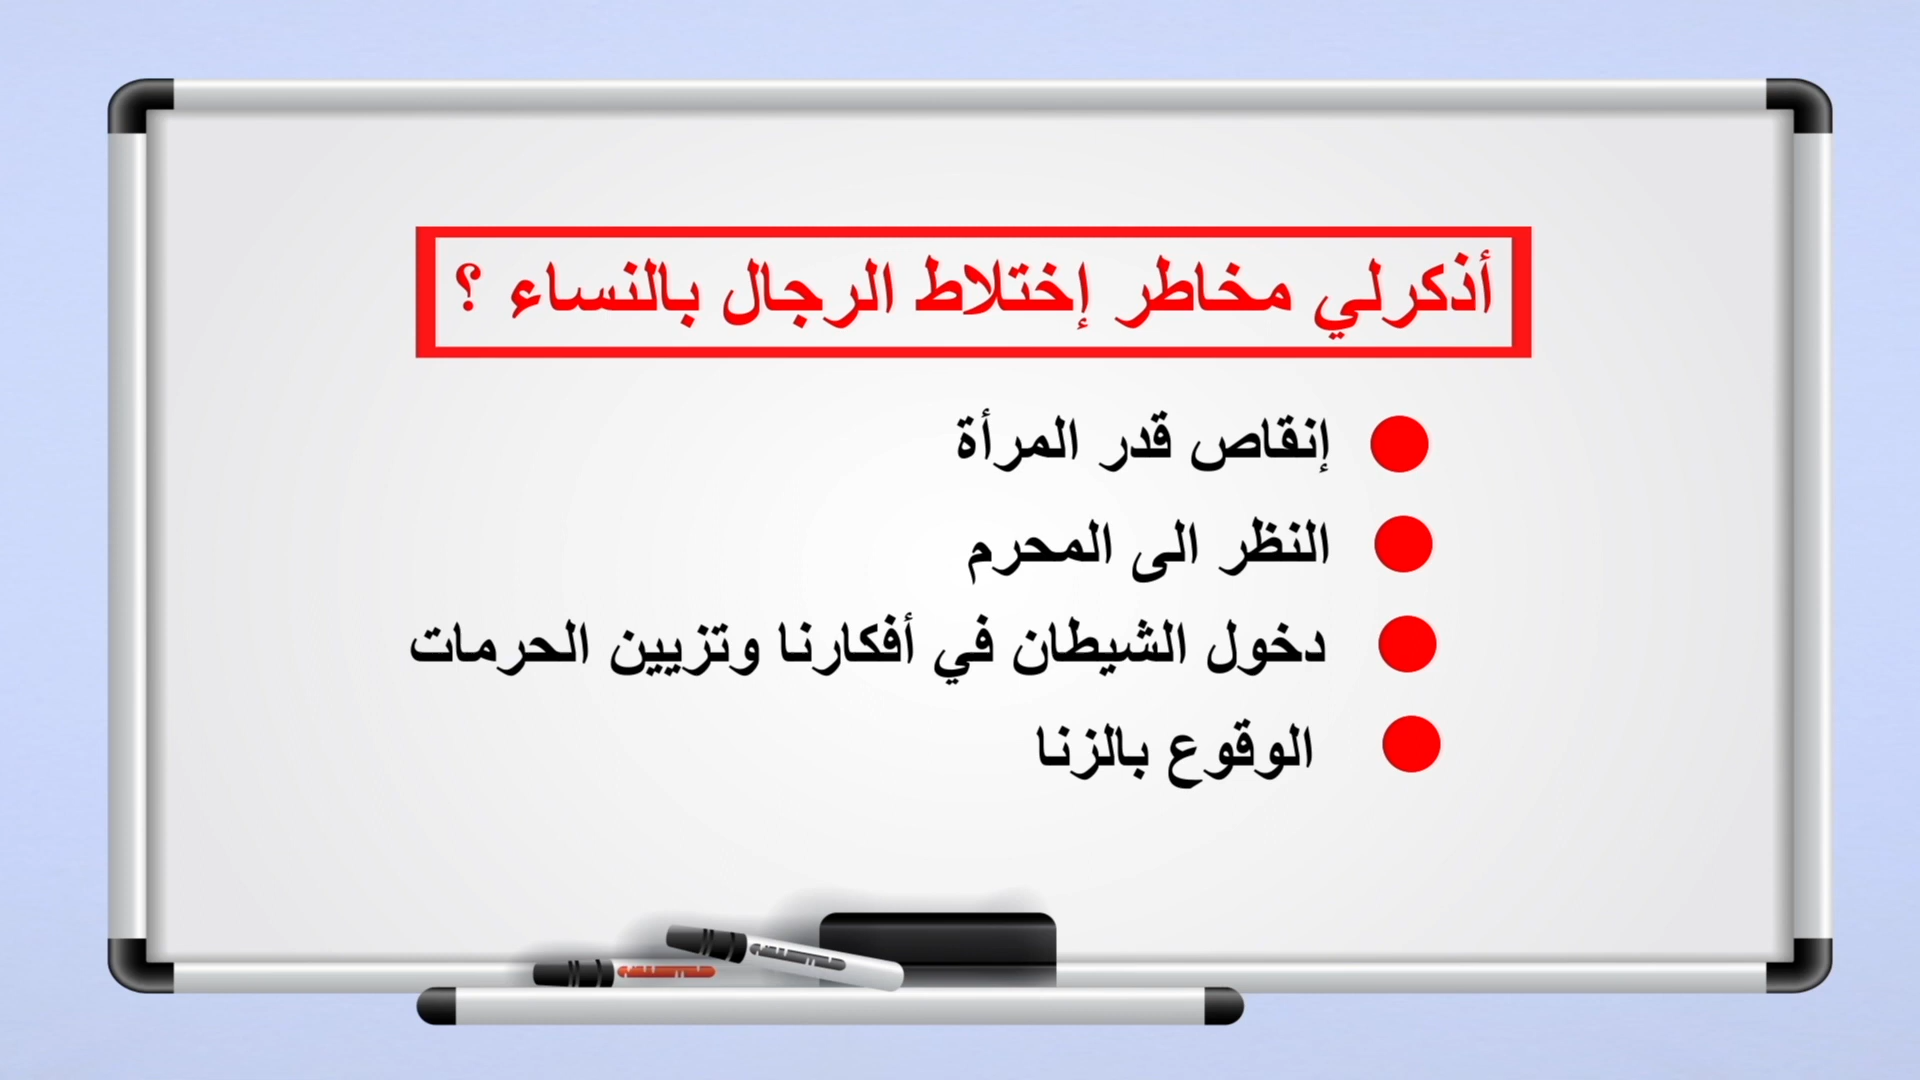 أذكرلي مخاطر إختلاط الرجال بالنساء ؟
إنقاص قدر المرأة
النظر الى المحرم
دخول الشيطان في أفكارنا وتزيين الحرمات
الوقوع بالزنا